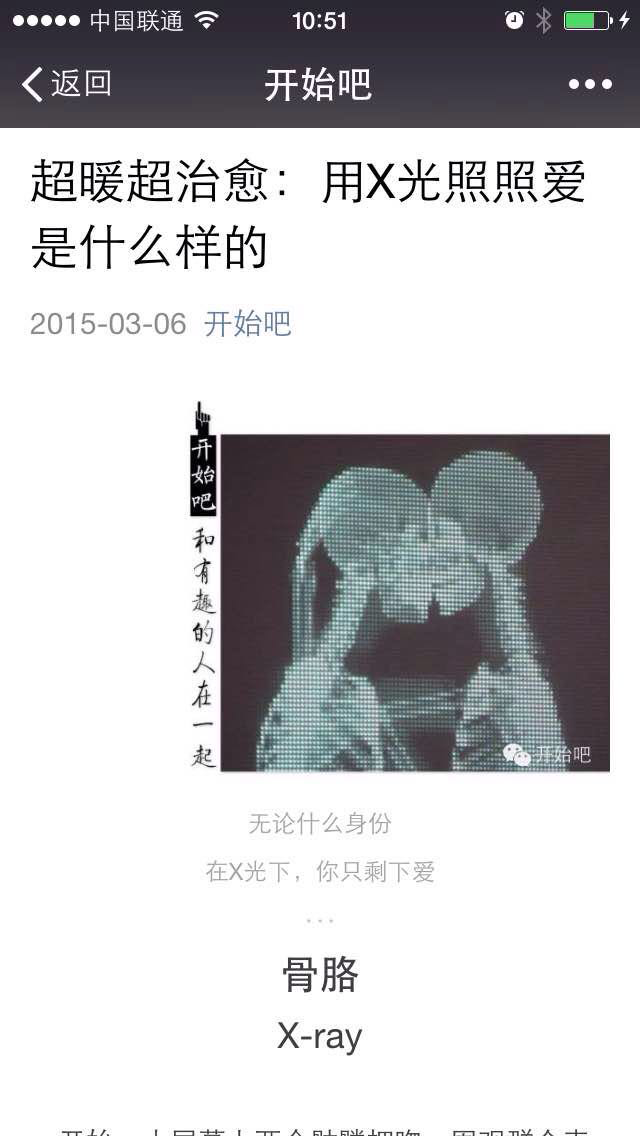 中国联通
10:51
返回
开始吧
超暖超治愈：用X光照照爱
是什么样的
2015-03-06 开始吧
开始吧
和有趣的人在一起
开始吧
无论什么身份
在X光下，你只剩下爱
...
骨胳
X-ray